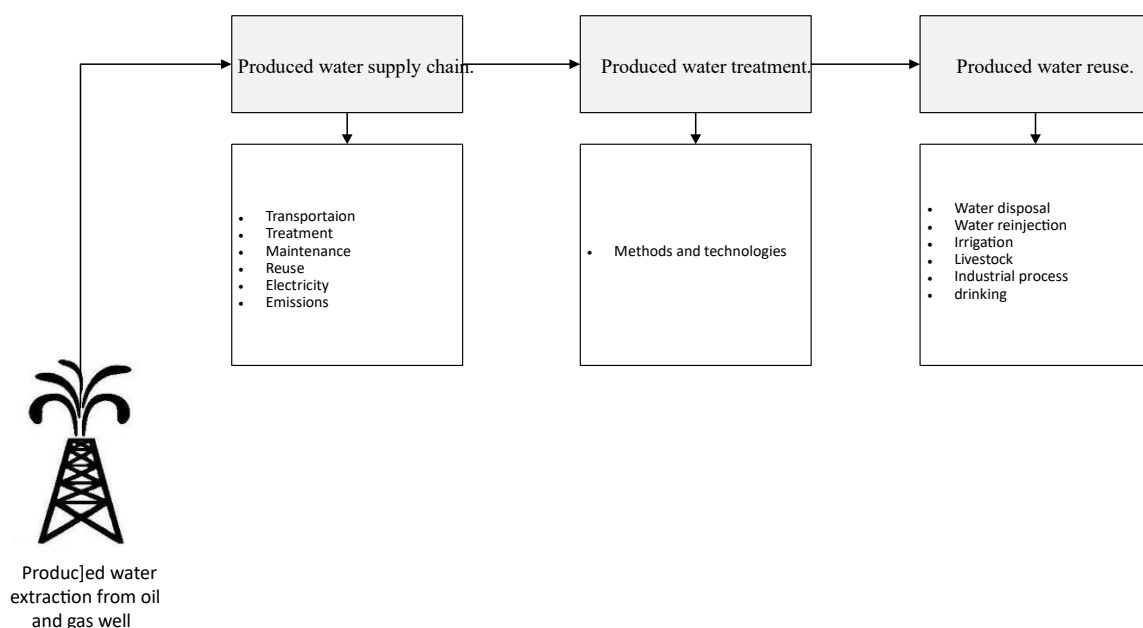 Produced water supply chain.
Produced water treatment.
Produced water reuse.
Transportaion
Treatment
Maintenance
Reuse
Electricity
Emissions
Methods and technologies
Water disposal
Water reinjection
Irrigation
Livestock
Industrial process
drinking
Produc]ed water
extraction from oil
and gas well